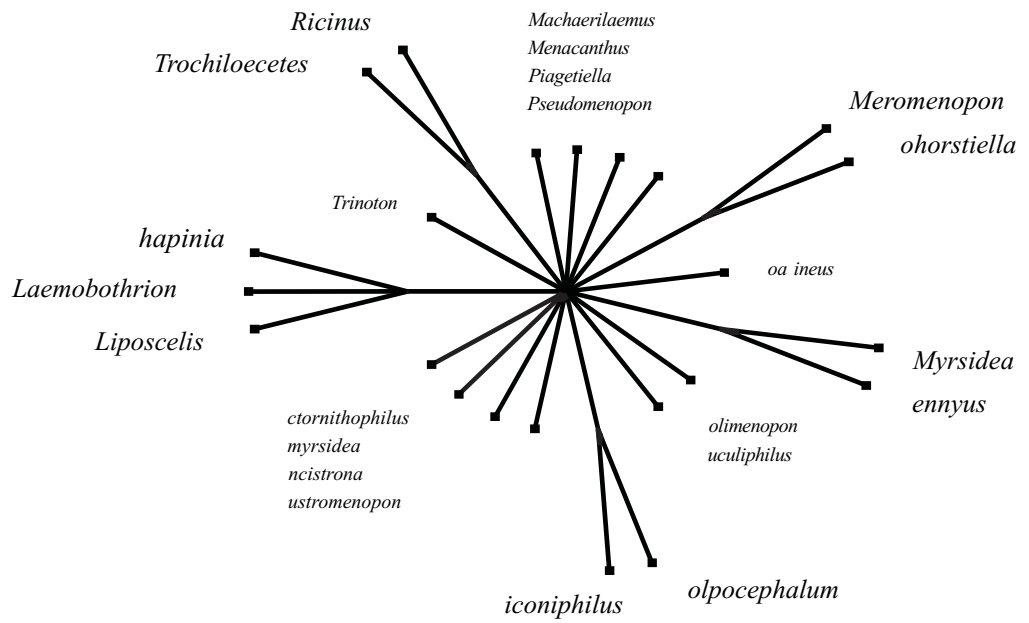 Ricinus
Trochiloecetes
Machaerilaemus
Menacanthus
Piagetiella
Pseudomenopon
Meromenopon
ohorstiella
Trinoton
hapinia
Laemobothrion
Liposcelis
oa ineus
Myrsidea
ennyus
ctornithophilus
myrsidea
ncistrona
ustromenopon
olimenopon
uculiphilus
iconiphilus
olpocephalum